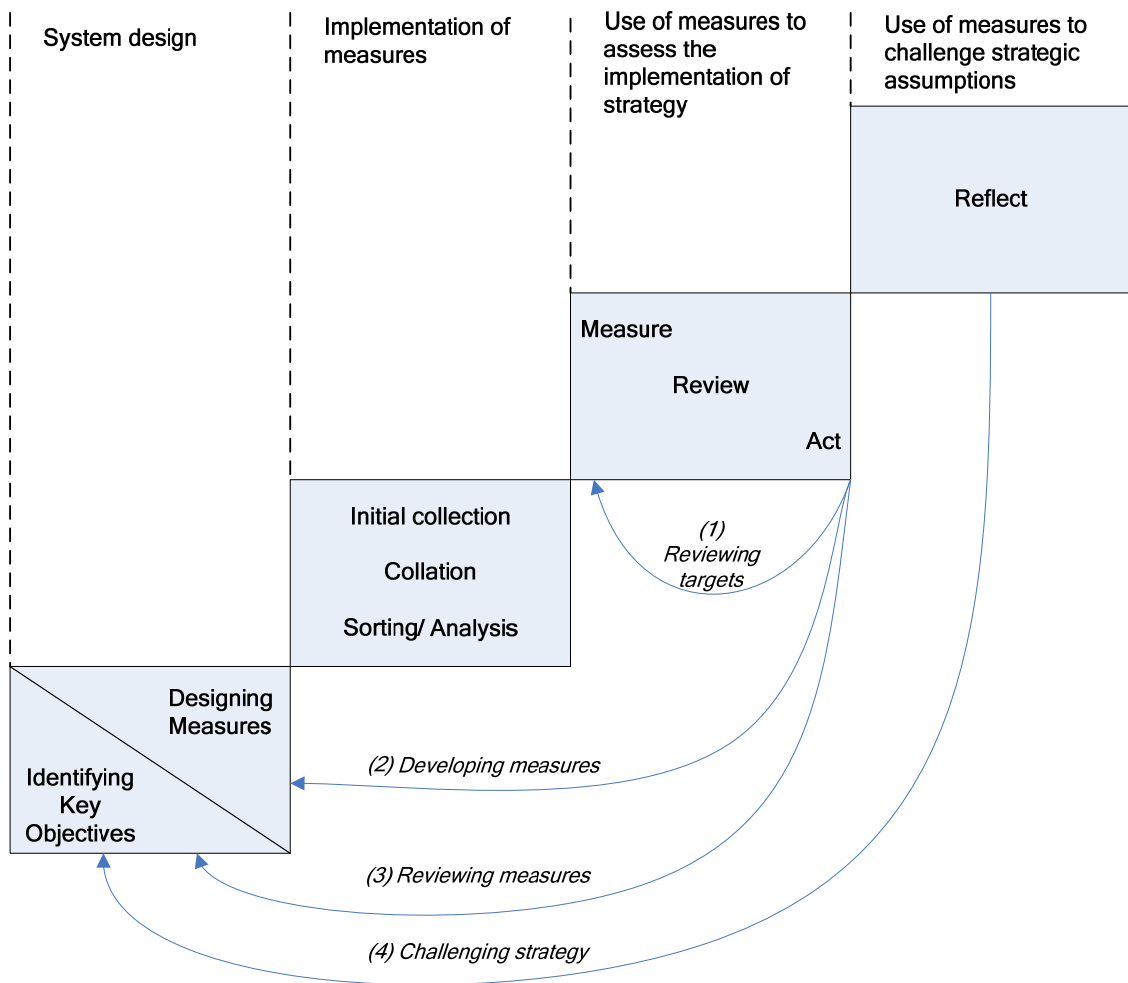 System design
Implementation of
measures
Use of measures to
assess the
implementation of
strategy
Use of measures to
challenge strategic
assumptions
Reflect
Measure
Review
Act
Initial collection
Collation
Sorting/ Analysis
(1)
Reviewing
targets
Designing
Measures
Identifying
Key
Objectives
(2) Developing measures
(3) Reviewing measures
(4) Challenging strategy